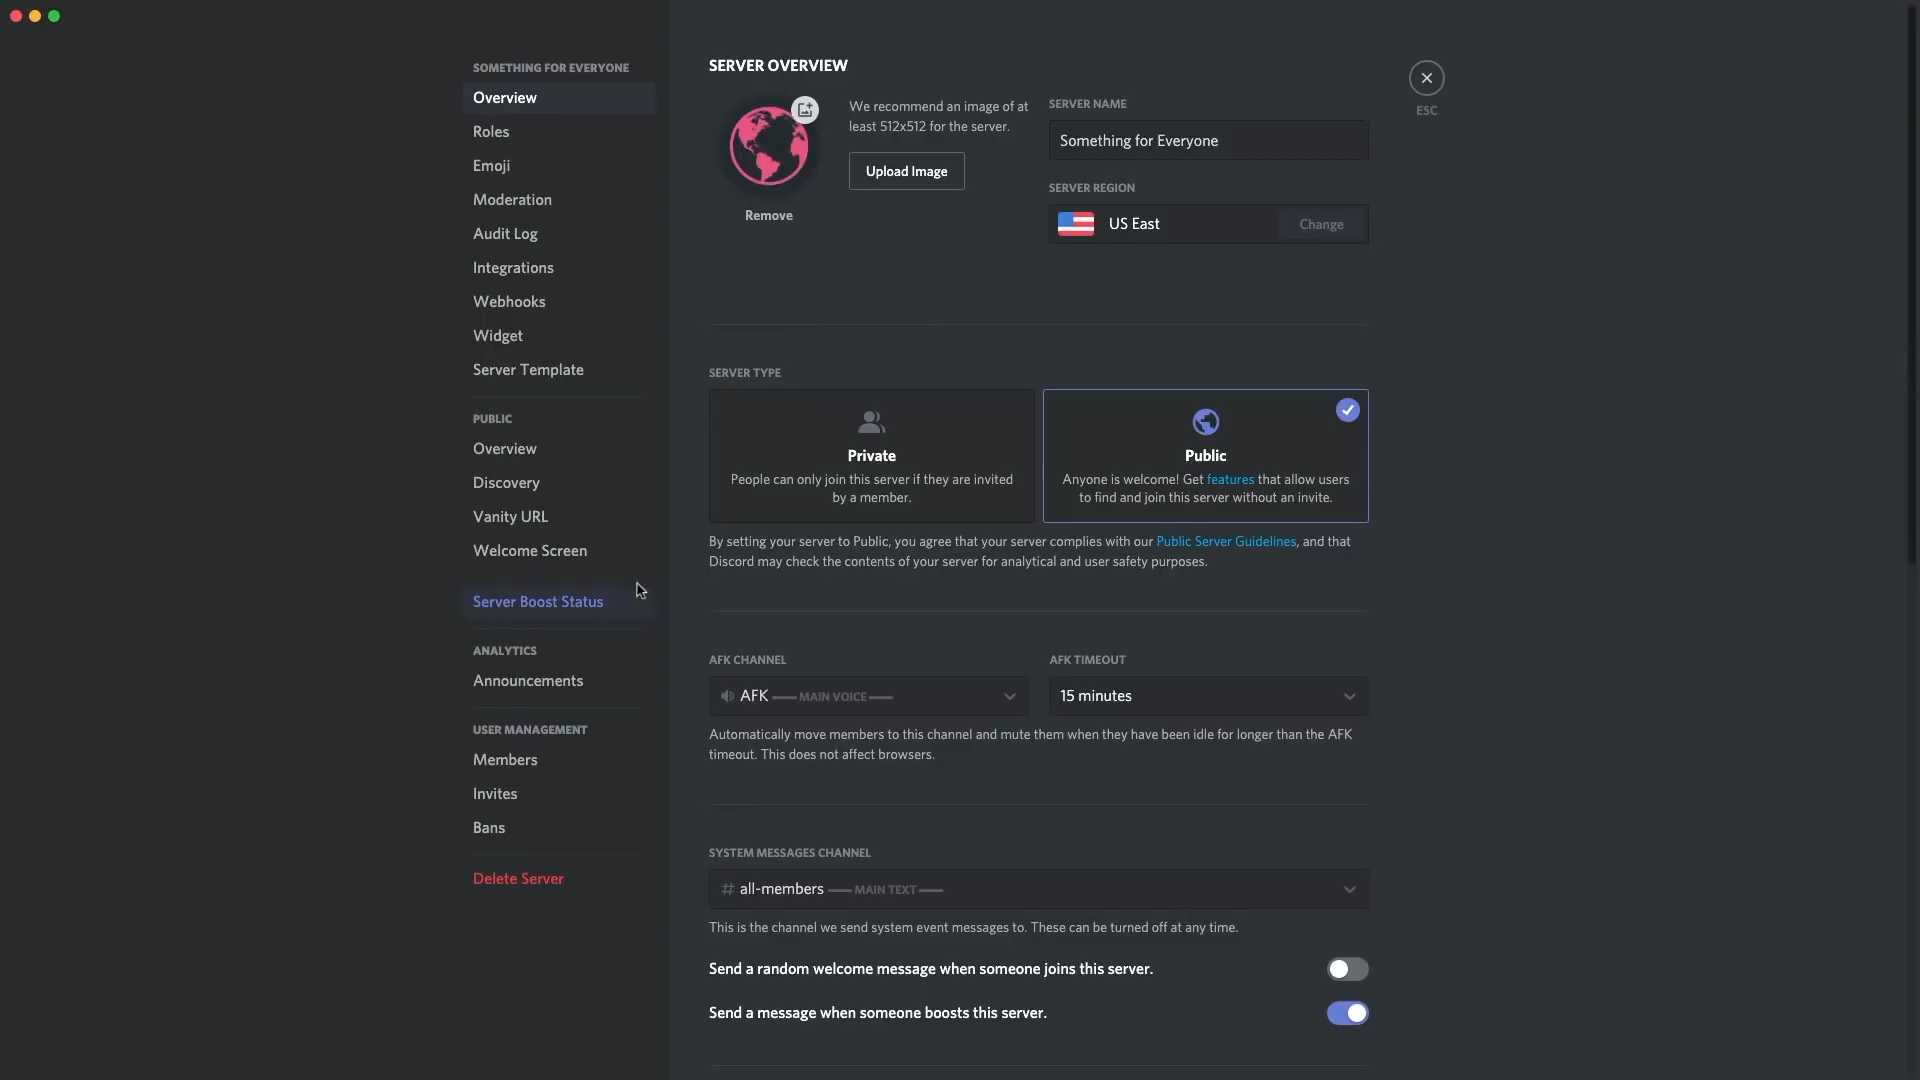 SOMETHING FOR EVERYONE
Overview
Roles
Emoji
Moderation
Audit Log
Integrations
Webhooks
Widget
Server Template
PUBLIC
Overview
Discovery
Vanity URL
Welcome Screen
Server Boost Status
ANALYTICS
Announcements
USER MANAGEMENT
Members
Invites
Bans
Delete Server
SERVER OVERVIEW
Remove
We recommend an image of at
least 512x512 for the server.
Upload Image
SERVER NAME
Something for Everyone
SERVER REGION
US East
Change
ESC
SERVER TYPE
Private
People can only join this server if they are invited
by a member.
Public
Anyone is welcome! Get features that allow users
to find and join this server without an invite.
By setting your server to Public, you agree that your server complies with our Public Server Guidelines, and that
Discord may check the contents of your server for analytical and user safety purposes.
AFK CHANNEL
AFK —— MAIN VOICE ——
AFK TIMEOUT
15 minutes
Automatically move members to this channel and mute them when they have been idle for longer than the AFK
timeout. This does not affect browsers.
SYSTEM MESSAGES CHANNEL
# all-members —— MAIN TEXT ——
This is the channel we send system event messages to. These can be turned off at any time.
Send a random welcome message when someone joins this server.
Send a message when someone boosts this server.